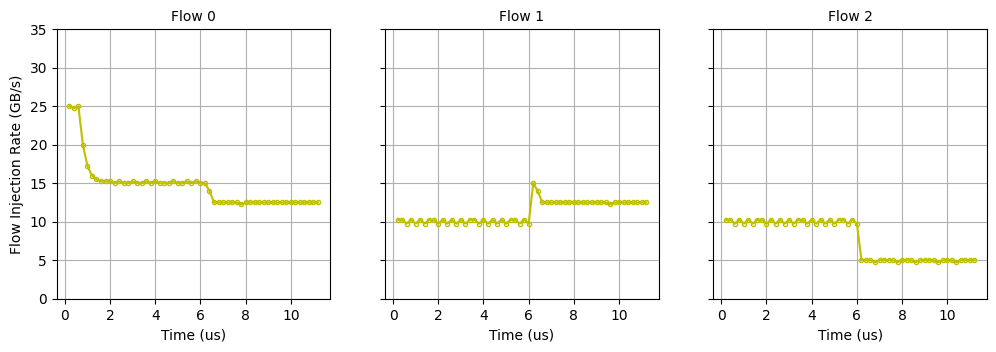 Flow 0
Flow 1
Flow 2
Flow Injection Rate (GB/s)
35
30
25
20
15
10
5
0
0 2 4 6 8 10
0 2 4 6 8 10
0 2 4 6 8 10
Time (us)
Time (us)
Time (us)